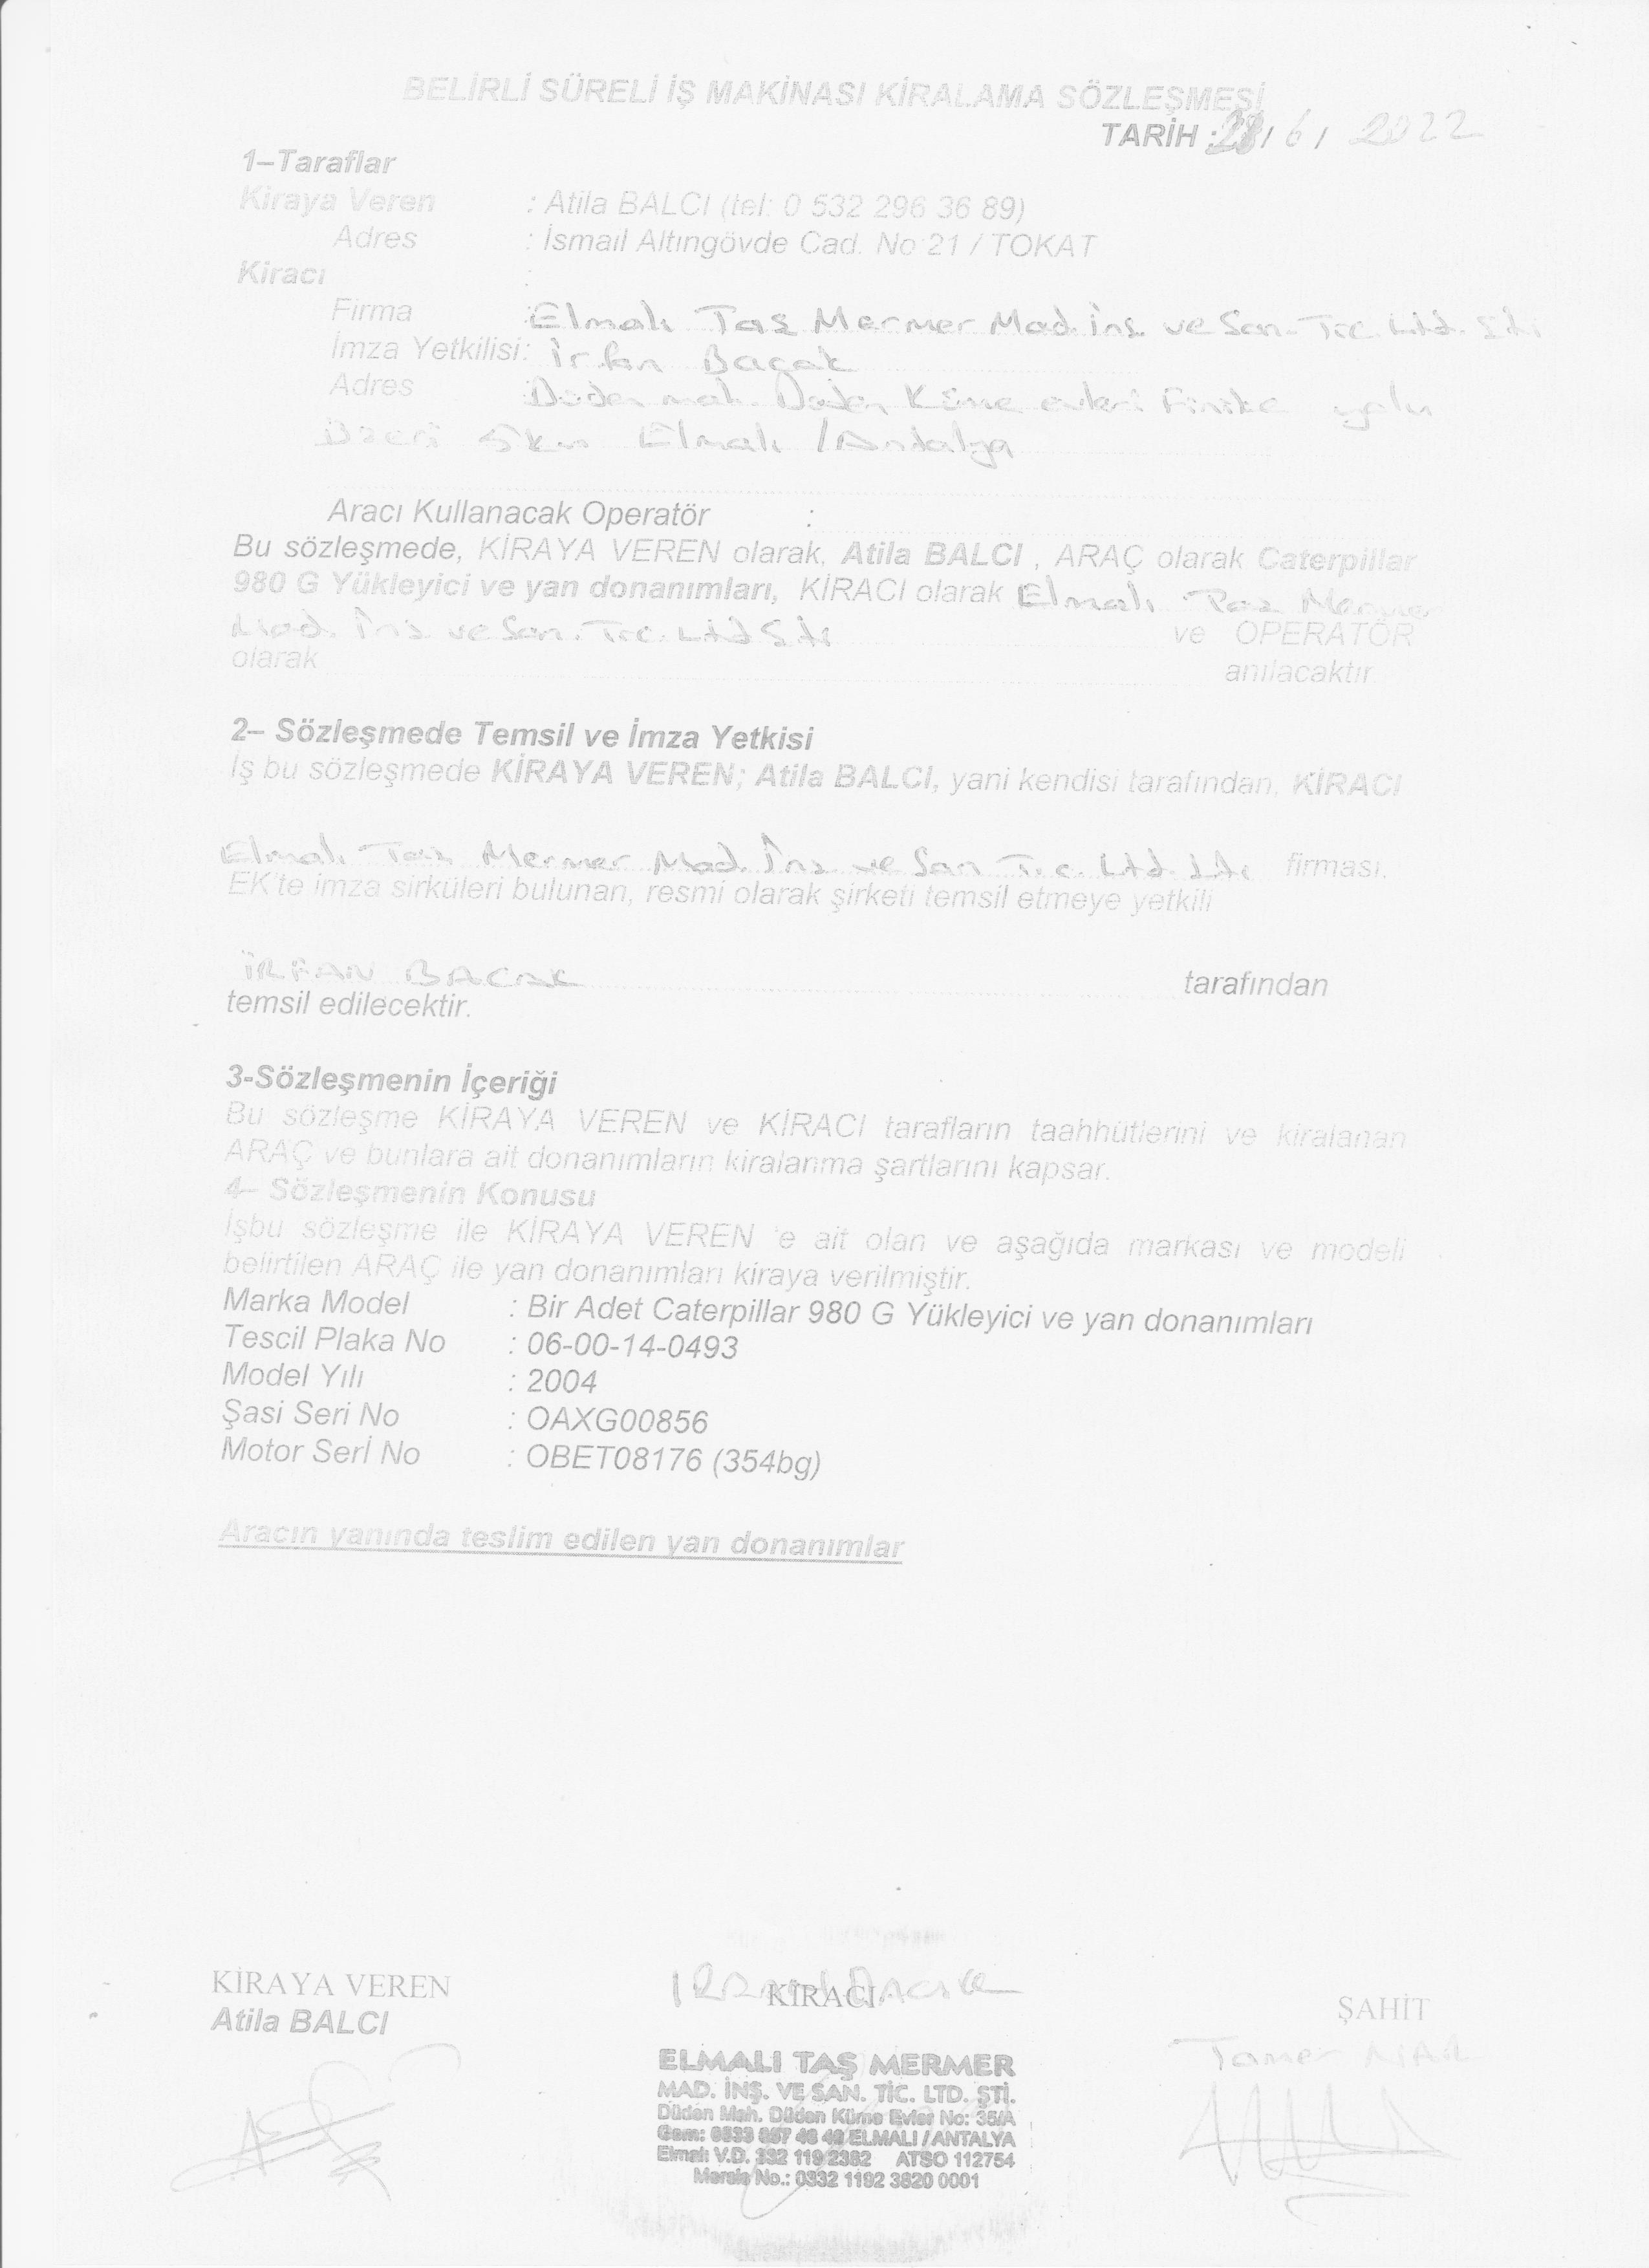 BELİRLİ SÜRELİ İŞ MAKİNASI KİRALAMA SÖZLEŞMESİ
TARİH : / 6 / 2022
1–Taraflar
Kiraya Veren : Atila BALCI (tel: 0 532 296 36 89)
Adres : İsmail Altıngövde Cad. No 21 / TOKAT
Kiracı :
Firma : Elmalı Taş Mermer Mad. İnş. ve San. Tic. Ltd. Şti
İmza Yetkilisi: İrfan Baçak
Adres : Düden mah. Düden Küme evleri Finike yolu
Üzeri 5km Elmalı / Antalya
Aracı Kullanacak Operatör :
Bu sözleşmede, KİRAYA VEREN olarak, Atila BALCI , ARAÇ olarak Caterpillar
980 G Yükleyici ve yan donanımları, KİRACI olarak Elmalı Taş Mermer
Mad. İnş. ve San. Tic. Ltd Şti ve OPERATÖR
olarak anılacaktır.
2– Sözleşmede Temsil ve İmza Yetkisi
İş bu sözleşmede KİRAYA VEREN; Atila BALCI, yani kendisi tarafından, KİRACI
Elmalı Taş Mermer Mad. İnş. ve San Tic. Ltd. Şti firması,
EK'te imza sirküleri bulunan, resmi olarak şirketi temsil etmeye yetkili
İRFAN BACAK tarafından
temsil edilecektir.
3-Sözleşmenin İçeriği
Bu sözleşme KİRAYA VEREN ve KİRACI tarafların taahhütlerini ve kiralanan
ARAÇ ve bunlara ait donanımların kiralanma şartlarını kapsar.
4– Sözleşmenin Konusu
İşbu sözleşme ile KİRAYA VEREN 'e ait olan ve aşağıda markası ve modeli
belirtilen ARAÇ ile yan donanımları kiraya verilmiştir.
Marka Model : Bir Adet Caterpillar 980 G Yükleyici ve yan donanımları
Tescil Plaka No : 06-00-14-0493
Model Yılı : 2004
Şasi Seri No : OAXG00856
Motor Serİ No : OBET08176 (354bg)
Aracın yanında teslim edilen yan donanımlar
KİRAYA VEREN
Atila BALCI
KİRACI
ELMALI TAŞ MERMER
MAD. İNŞ. VE SAN. TİC. LTD. ŞTİ.
Düden Mah. Düden Küme Evler No: 35/A
Gsm: 0533 ELMALI / ANTALYA
Elmalı V.D. 332 119 2382 ATSO 112754
Mersis No.: 0332 1192 3820 0001
ŞAHİT
Tamer